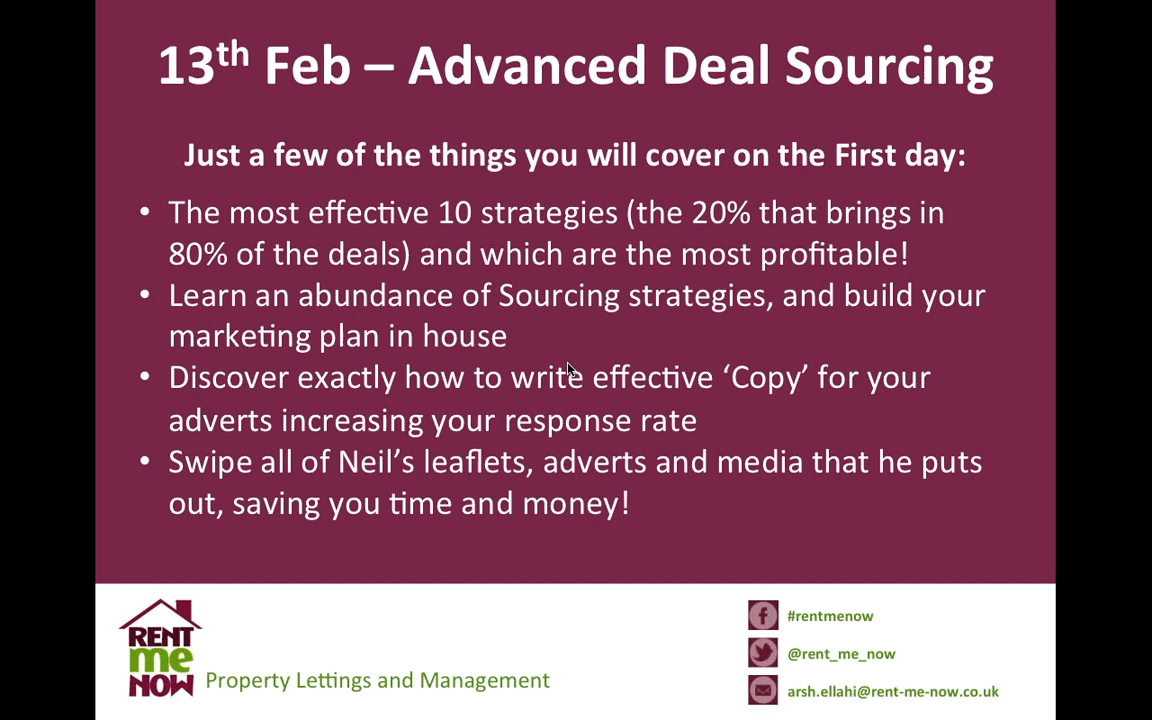 13th Feb – Advanced Deal Sourcing
Just a few of the things you will cover on the First day:
• The most effective 10 strategies (the 20% that brings in
80% of the deals) and which are the most profitable!
• Learn an abundance of Sourcing strategies, and build your
marketing plan in house
• Discover exactly how to write effective ‘Copy’ for your
adverts increasing your response rate
• Swipe all of Neil’s leaflets, adverts and media that he puts
out, saving you time and money!
RENT
me
NOW
Property Lettings and Management
#rentmenow
@rent_me_now
arsh.ellahi@rent-me-now.co.uk